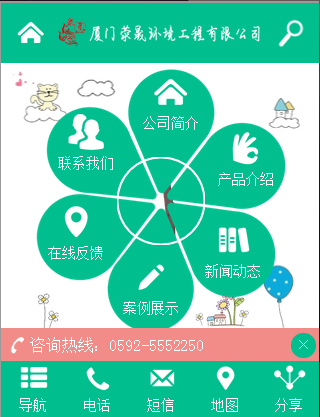 厦门荥晟环境工程有限公司
公司简介
联系我们
产品介绍
在线反馈
新闻动态
案例展示
咨询热线：0592-5552250
导航 电话 短信 地图 分享